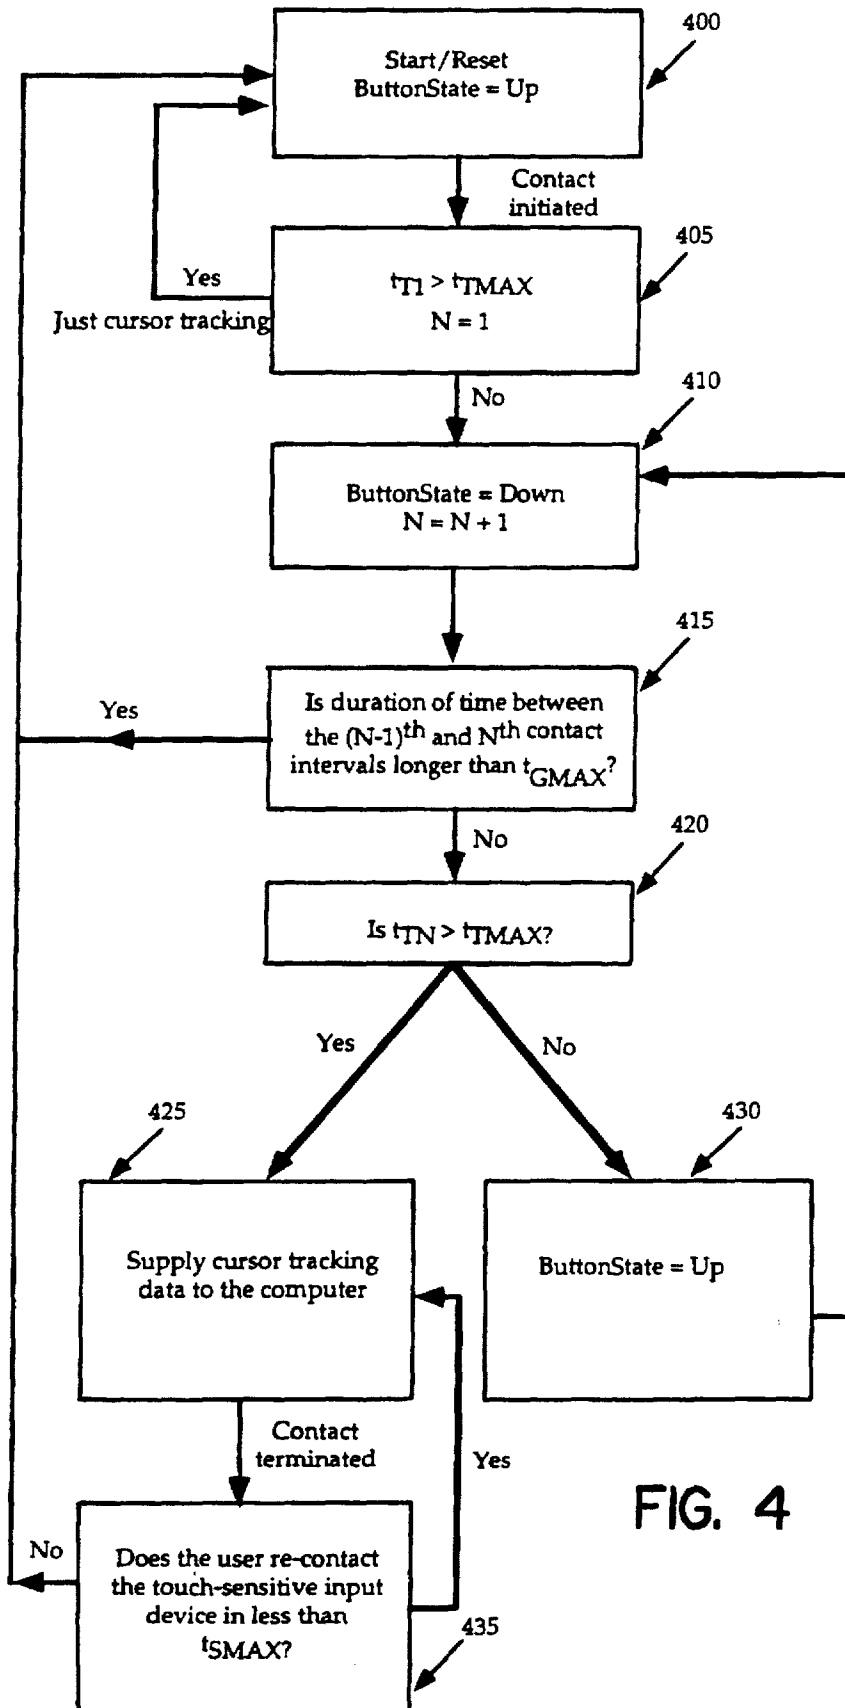 400
Start/Reset
ButtonState = Up
Contact
initiated
405
Yes
tT1 > tTMAX
N = 1
Just cursor tracking
No
410
ButtonState = Down
N = N + 1
415
Yes
Is duration of time between
the (N-1)th and Nth contact
intervals longer than tGMAX?
No
420
Is tTN > tTMAX?
Yes
No
425
430
Supply cursor tracking
data to the computer
ButtonState = Up
Contact
terminated
Yes
FIG. 4
No
Does the user re-contact
the touch-sensitive input
device in less than
tSMAX?
435